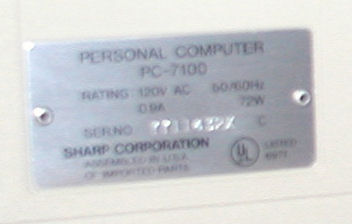 PERSONAL COMPUTER
PC-7100
RATING 120V AC 50/60Hz
0.9A 72W
SER.NO. C
SHARP CORPORATION
ASSEMBLED IN U.S.A.
OF IMPORTED PARTS
UL LISTED